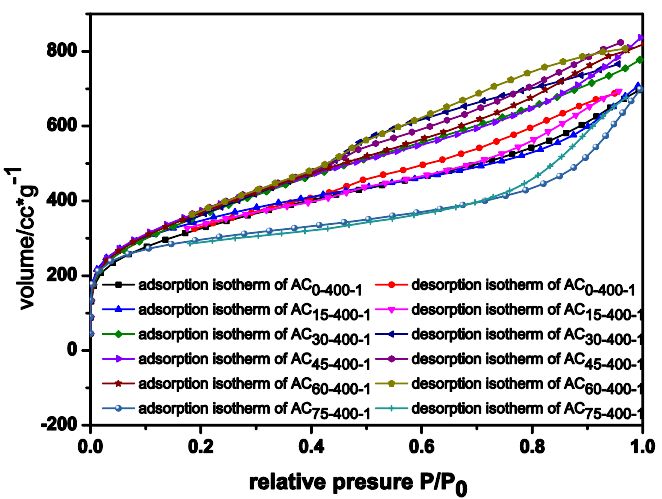 800
600
400
200
0
-200
volume/cc*g-1
adsorption isotherm of AC0-400-1 desorption isotherm of AC0-400-1
adsorption isotherm of AC15-400-1 desorption isotherm of AC15-400-1
adsorption isotherm of AC30-400-1 desorption isotherm of AC30-400-1
adsorption isotherm of AC45-400-1 desorption isotherm of AC45-400-1
adsorption isotherm of AC60-400-1 desorption isotherm of AC60-400-1
adsorption isotherm of AC75-400-1 desorption isotherm of AC75-400-1
0.0 0.2 0.4 0.6 0.8 1.0
relative presure P/P0